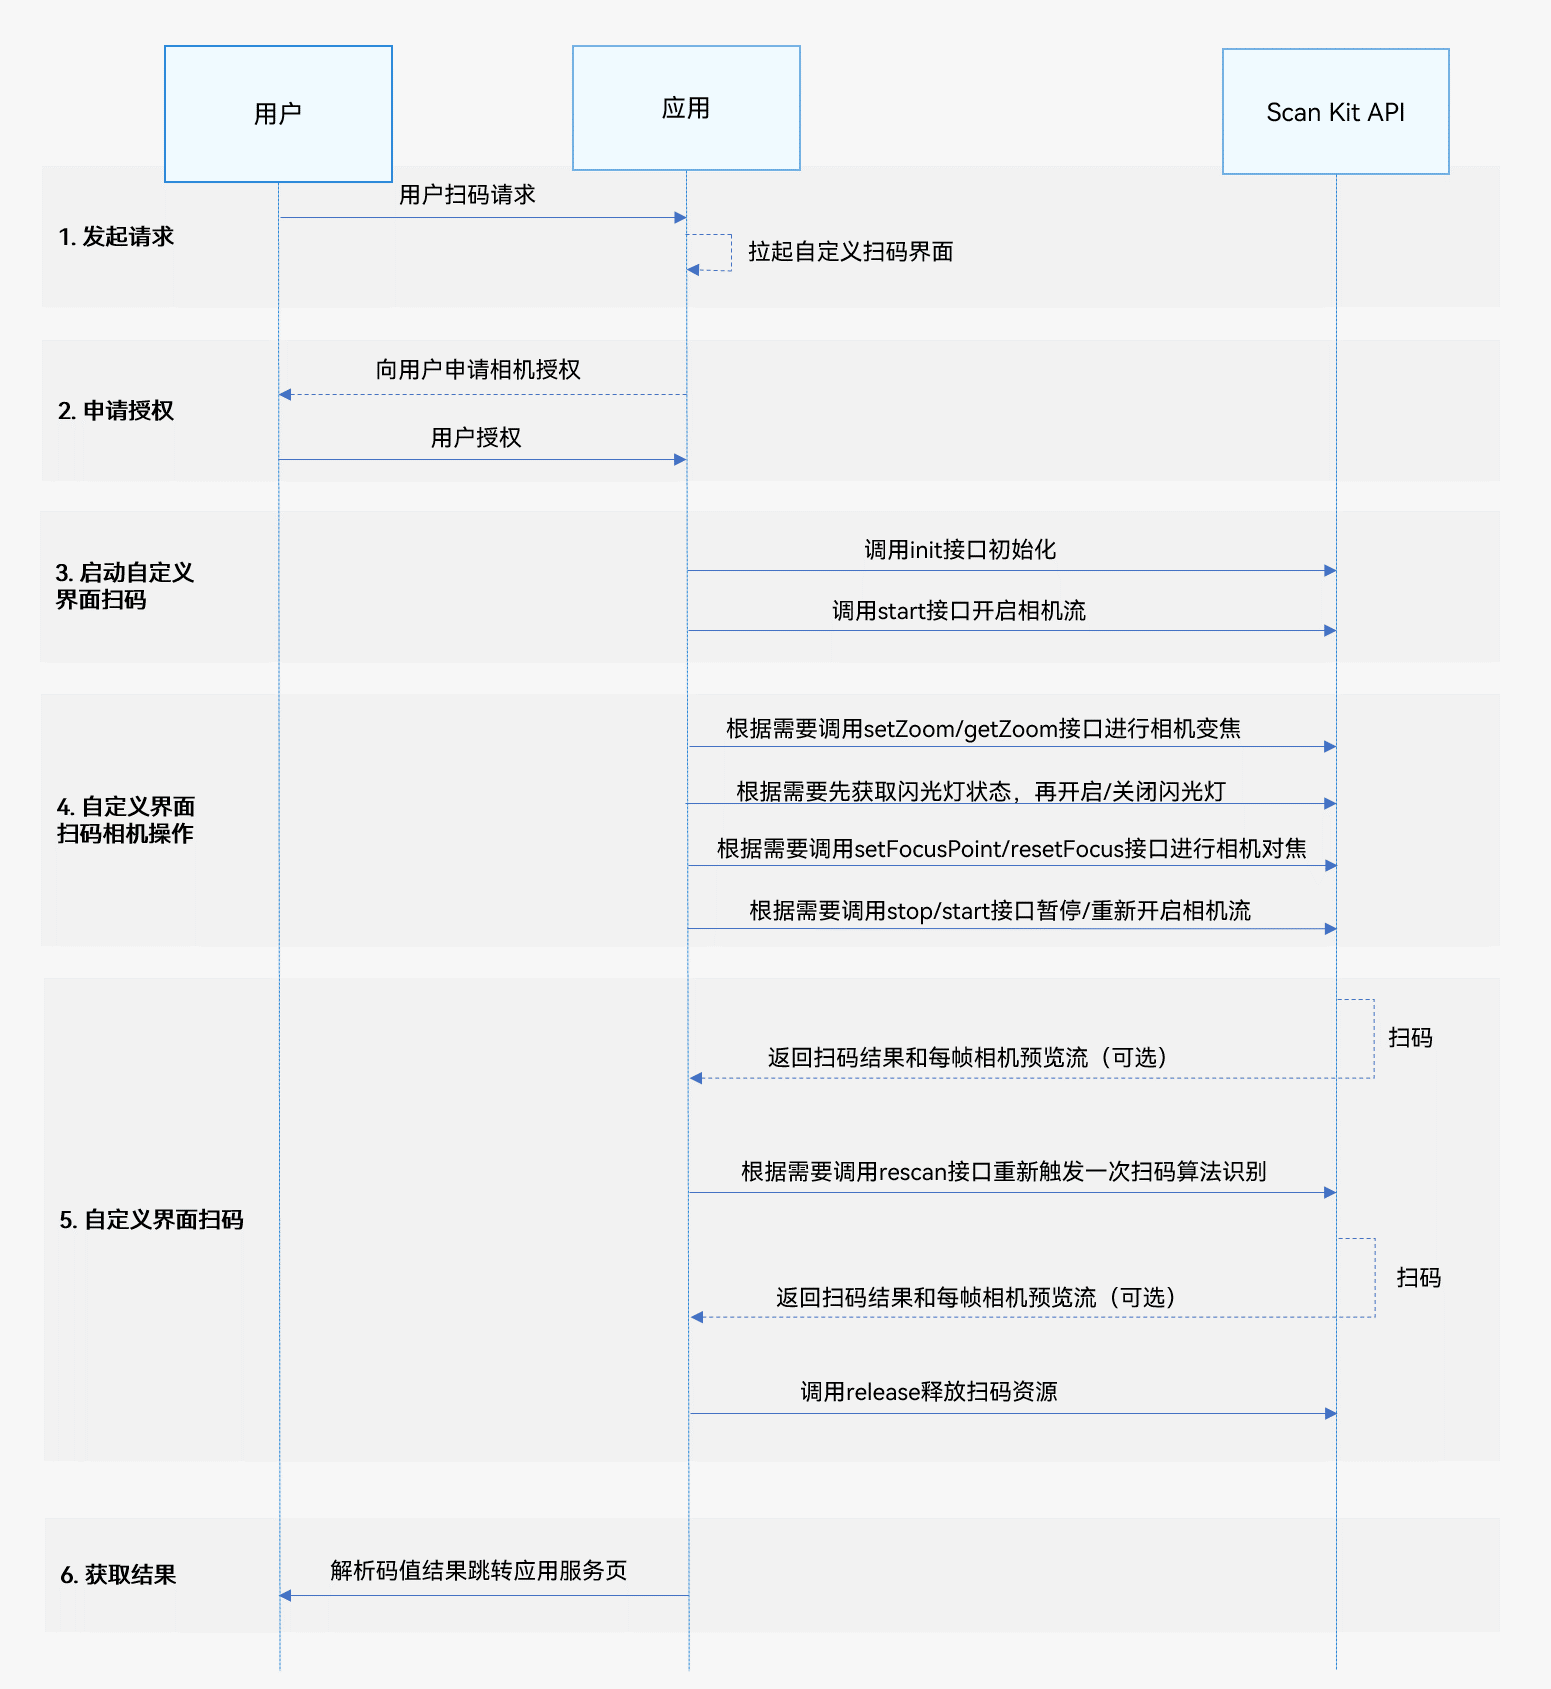 用户
应用
Scan Kit API
用户扫码请求
1. 发起请求
拉起自定义扫码界面
向用户申请相机授权
2. 申请授权
用户授权
调用init接口初始化
3. 启动自定义
界面扫码
调用start接口开启相机流
根据需要调用setZoom/getZoom接口进行相机变焦
根据需要先获取闪光灯状态，再开启/关闭闪光灯
4. 自定义界面
扫码相机操作
根据需要调用setFocusPoint/resetFocus接口进行相机对焦
根据需要调用stop/start接口暂停/重新开启相机流
扫码
返回扫码结果和每帧相机预览流（可选）
根据需要调用rescan接口重新触发一次扫码算法识别
5. 自定义界面扫码
扫码
返回扫码结果和每帧相机预览流（可选）
调用release释放扫码资源
6. 获取结果
解析码值结果跳转应用服务页